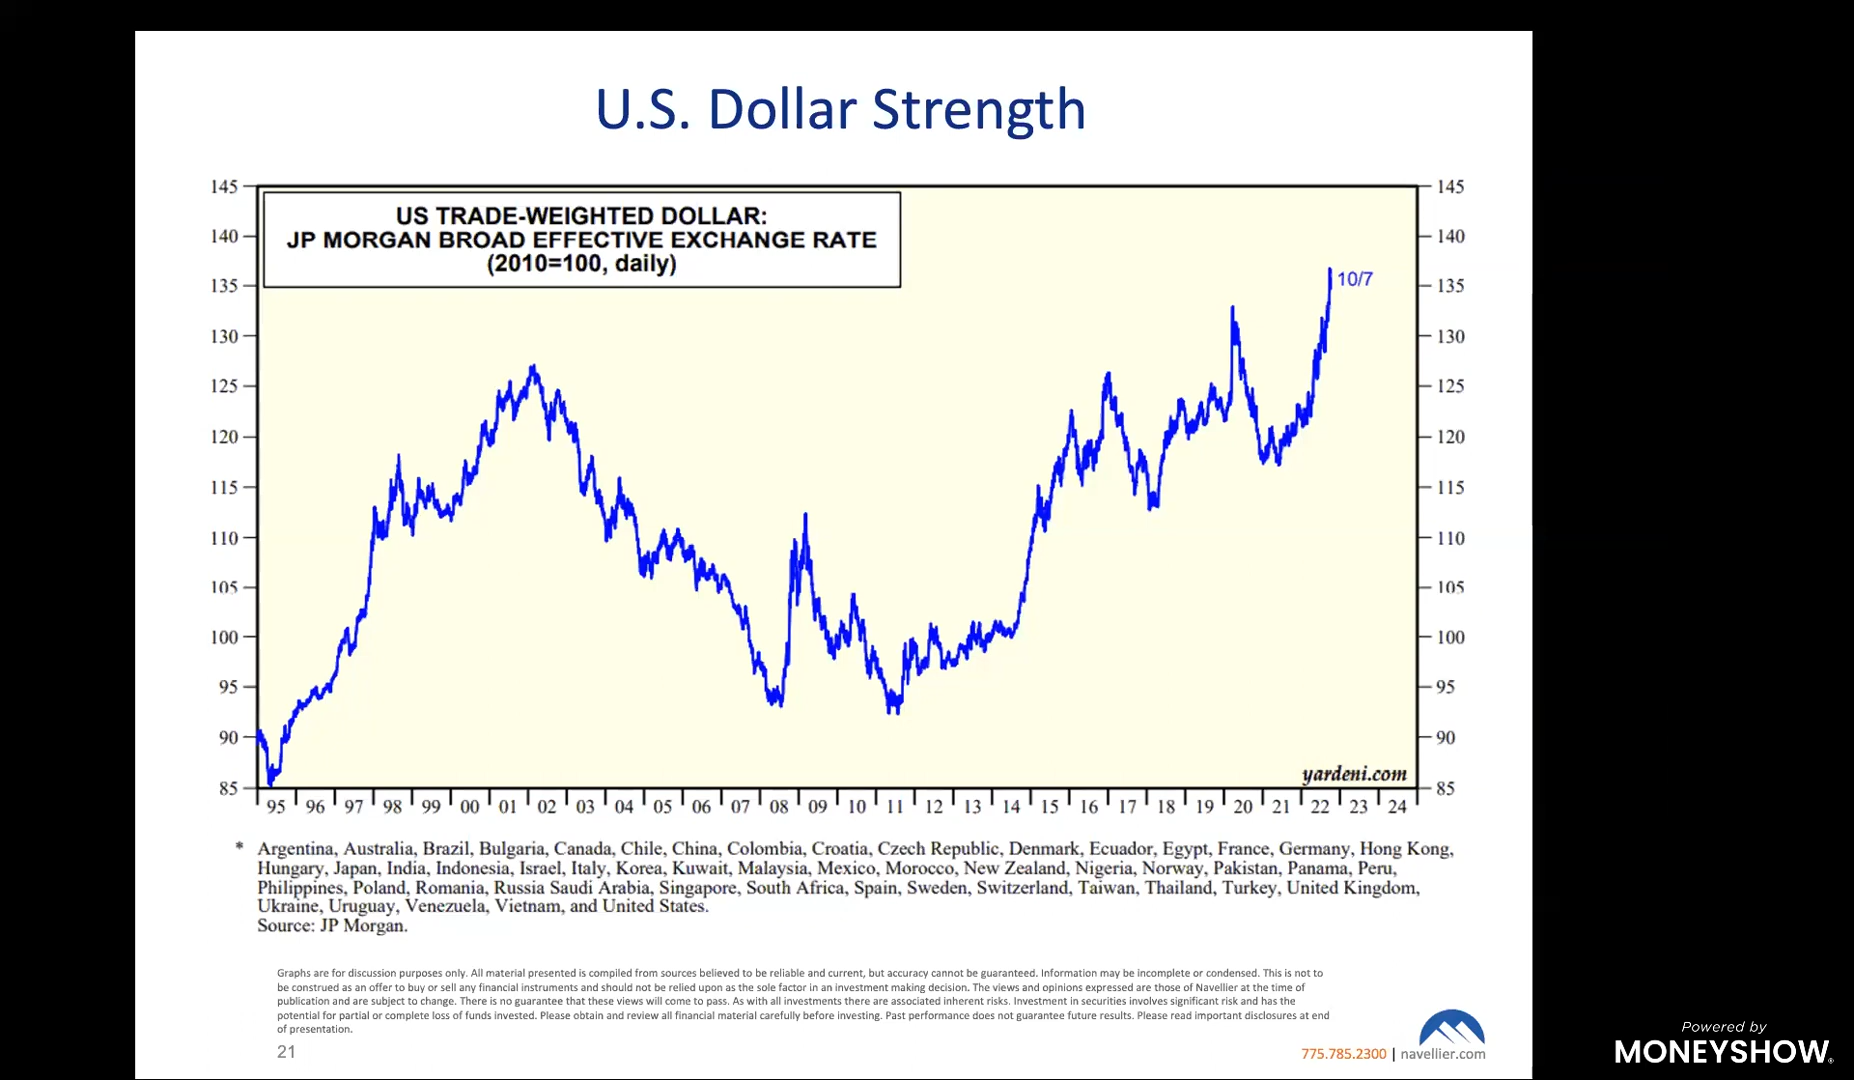 U.S. Dollar Strength
US TRADE-WEIGHTED DOLLAR:
JP MORGAN BROAD EFFECTIVE EXCHANGE RATE
(2010=100, daily)
145 145
140 140
135 135
10/7
130 130
125 125
120 120
115 115
110 110
105 105
100 100
95 95
90 90
yardeni.com
85 85
95 96 97 98 99 00 01 02 03 04 05 06 07 08 09 10 11 12 13 14 15 16 17 18 19 20 21 22 23 24
* Argentina, Australia, Brazil, Bulgaria, Canada, Chile, China, Colombia, Croatia, Czech Republic, Denmark, Ecuador, Egypt, France, Germany, Hong Kong,
Hungary, Japan, India, Indonesia, Israel, Italy, Korea, Kuwait, Malaysia, Mexico, Morocco, New Zealand, Nigeria, Norway, Pakistan, Panama, Peru,
Philippines, Poland, Romania, Russia Saudi Arabia, Singapore, South Africa, Spain, Sweden, Switzerland, Taiwan, Thailand, Turkey, United Kingdom,
Ukraine, Uruguay, Venezuela, Vietnam, and United States.
Source: JP Morgan.
Graphs are for discussion purposes only. All material presented is compiled from sources believed to be reliable and current, but accuracy cannot be guaranteed. Information may be incomplete or condensed. This is not to
be construed as an offer to buy or sell any financial instruments and should not be relied upon as the sole factor in an investment making decision. The views and opinions expressed are those of Navellier at the time of
publication and are subject to change. There is no guarantee that these views will come to pass. As with all investments there are associated inherent risks. Investment in securities involves significant risk and has the
potential for partial or complete loss of funds invested. Please obtain and review all financial material carefully before investing. Past performance does not guarantee future results. Please read important disclosures at end
of presentation.
21
775.785.2300 | navellier.com
Powered by
MONEYSHOW